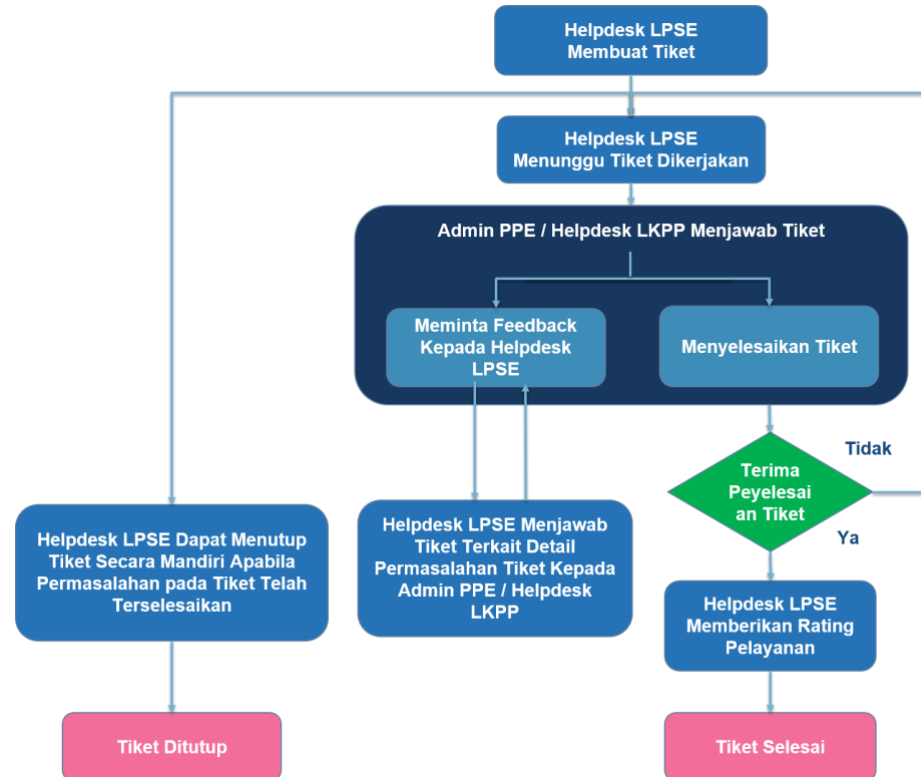 Helpdesk LPSE
Membuat Tiket
Helpdesk LPSE
Menunggu Tiket Dikerjakan
Admin PPE / Helpdesk LKPP Menjawab Tiket
Meminta Feedback
Kepada Helpdesk
LPSE
Menyelesaikan Tiket
Terima
Peyelesai
an Tiket
Tidak
Ya
Helpdesk LPSE Dapat Menutup
Tiket Secara Mandiri Apabila
Permasalahan pada Tiket Telah
Terselesaikan
Helpdesk LPSE Menjawab
Tiket Terkait Detail
Permasalahan Tiket Kepada
Admin PPE / Helpdesk
LKPP
Helpdesk LPSE
Memberikan Rating
Pelayanan
Tiket Ditutup
Tiket Selesai